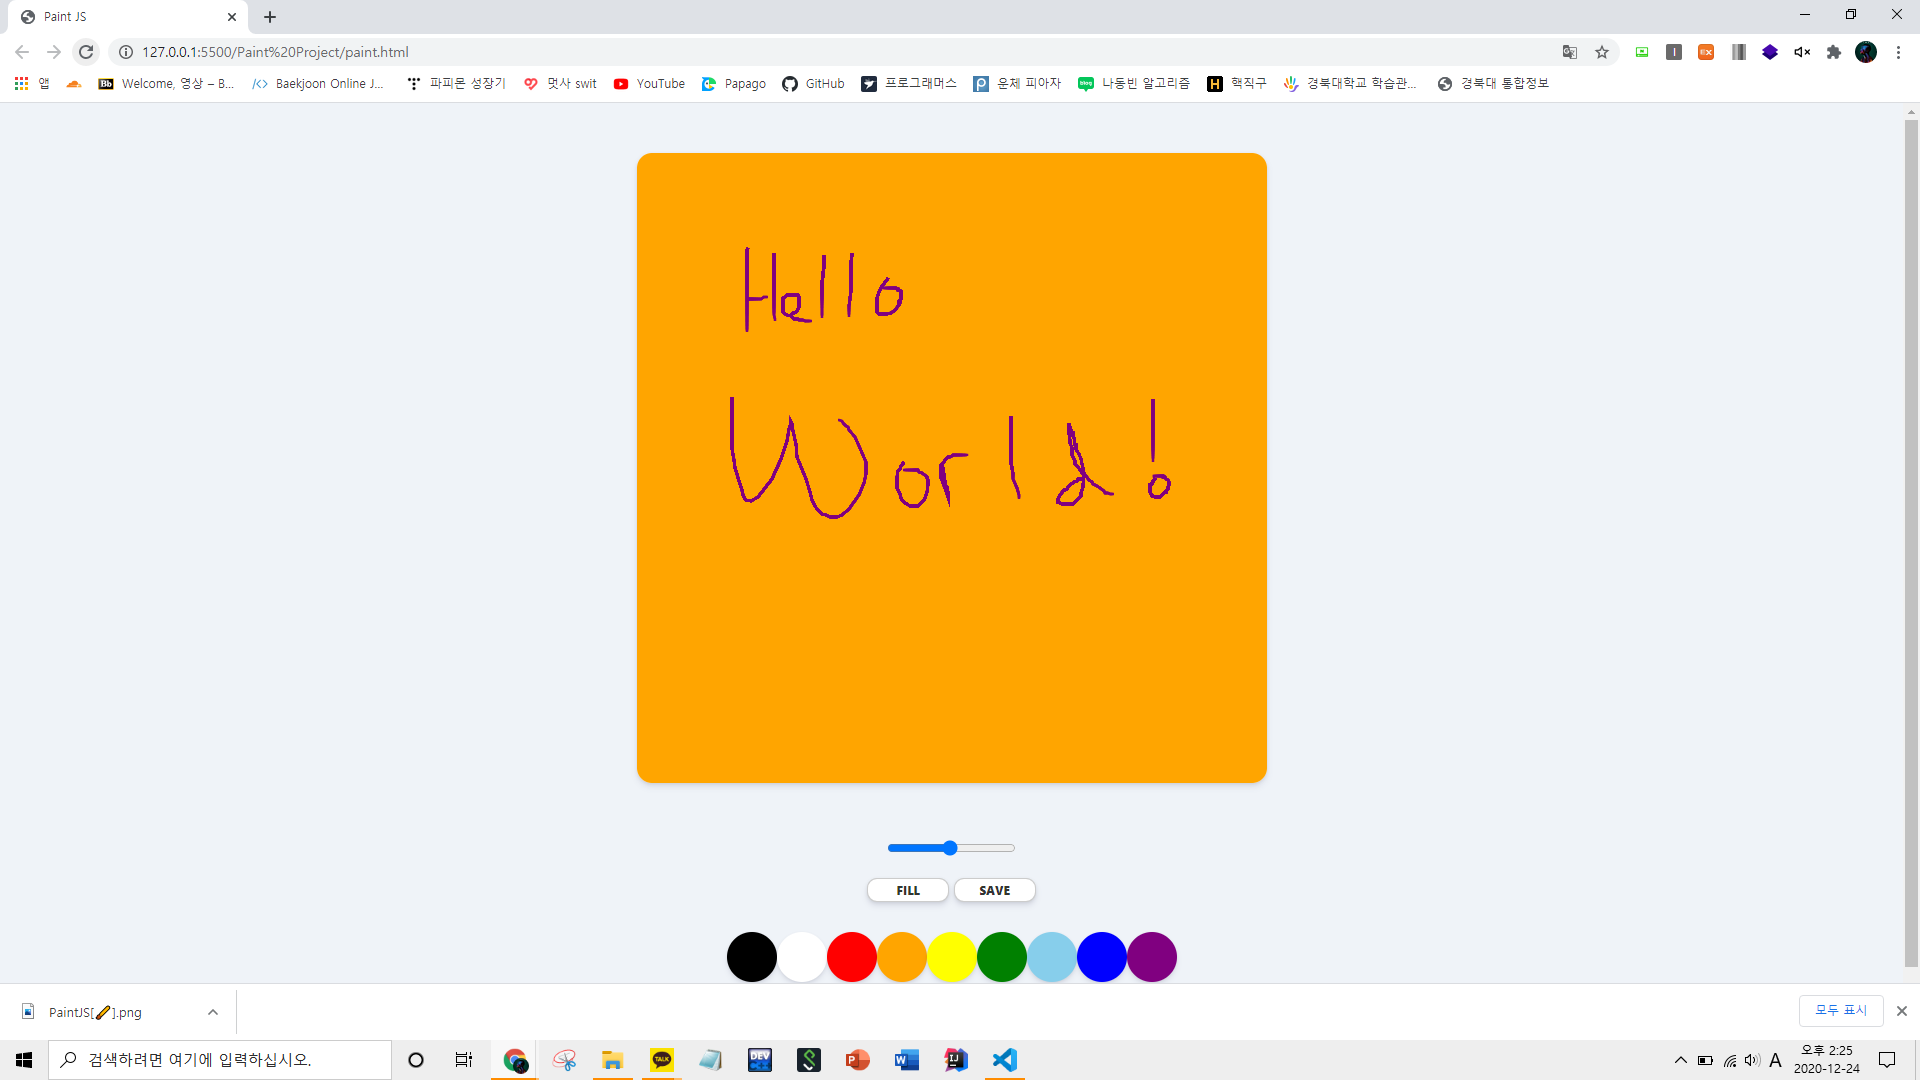 Paint JS
127.0.0.1:5500/Paint%20Project/paint.html
앱 Bb Welcome, 영상 – B... </> Baekjoon Online J... 파피몬 성장기 멋사 swit YouTube Papago GitHub 프로그래머스 운체 피아자 나동빈 알고리즘 H 핵직구 경북대학교 학습관... 경북대 통합정보
Hello
World!
FILL SAVE
PaintJS[🖍️].png 모두 표시
검색하려면 여기에 입력하십시오. TALK DEV A 오후 2:25
2020-12-24